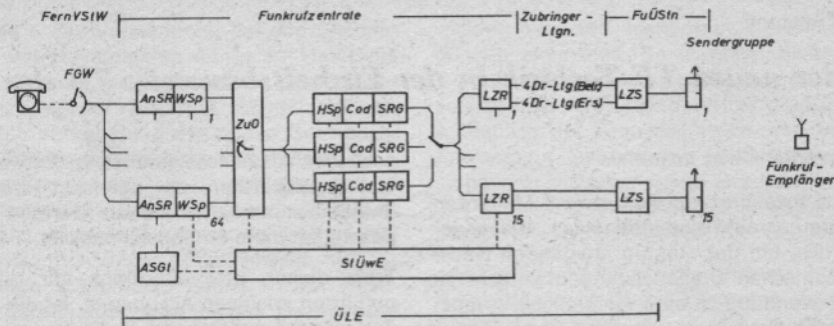 FernVStW
Funkrufzentrale
Zubringer-
Ltgn.
FuÜStn
Sendergruppe
FGW
AnSR WSp
1
ZuO
HSp Cod SRG
HSp Cod SRG
HSp Cod SRG
LZR
1
4Dr-Ltg(Betr)
4Dr-Ltg(Ers)
LZS
1
Funkruf-
Empfänger
AnSR WSp
64
LZR
15
LZS
15
ASGt
StÜwE
ÜLE